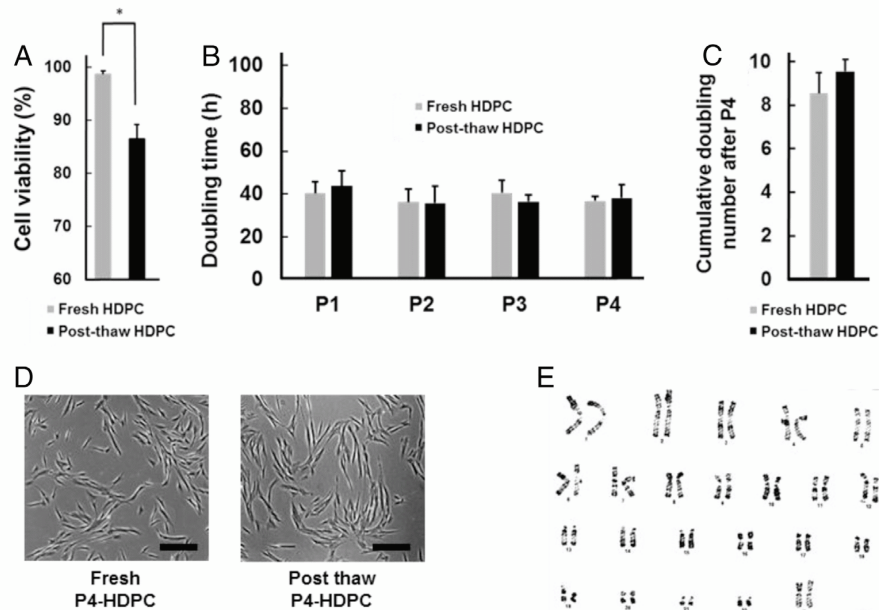 A
*
Cell viability (%)
100
90
80
70
60
Fresh HDPC
Post-thaw HDPC
B
Doubling time (h)
100
80
60
40
20
0
Fresh HDPC
Post-thaw HDPC
P1 P2 P3 P4
C
Cumulative doubling
number after P4
10
8
6
4
2
0
Fresh HDPC
Post-thaw HDPC
D
Fresh
P4-HDPC
Post thaw
P4-HDPC
E